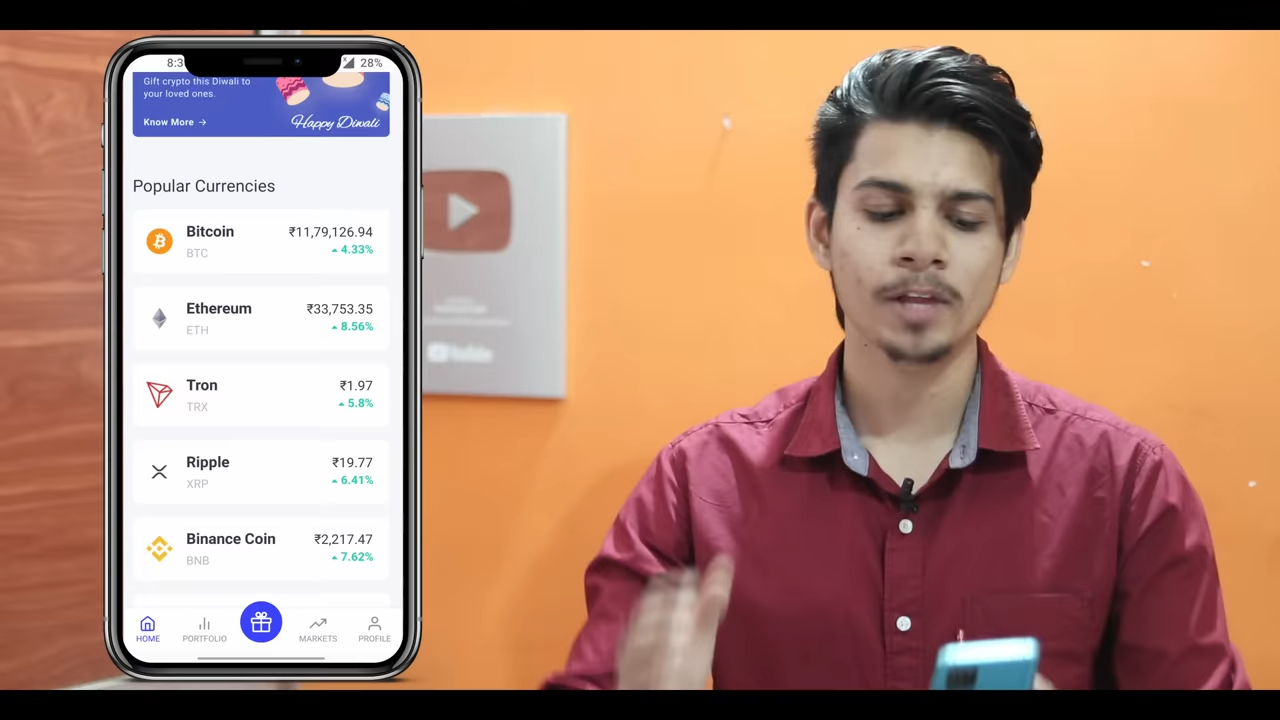 8:3
28%
Gift crypto this Diwali to
your loved ones.
Know More →
Happy Diwali
Popular Currencies
Bitcoin
₹11,79,126.94
BTC
4.33%
Ethereum
₹33,753.35
ETH
8.56%
Tron
₹1.97
TRX
5.8%
Ripple
₹19.77
XRP
6.41%
Binance Coin
₹2,217.47
BNB
7.62%
HOME
PORTFOLIO
MARKETS
PROFILE
YouTube